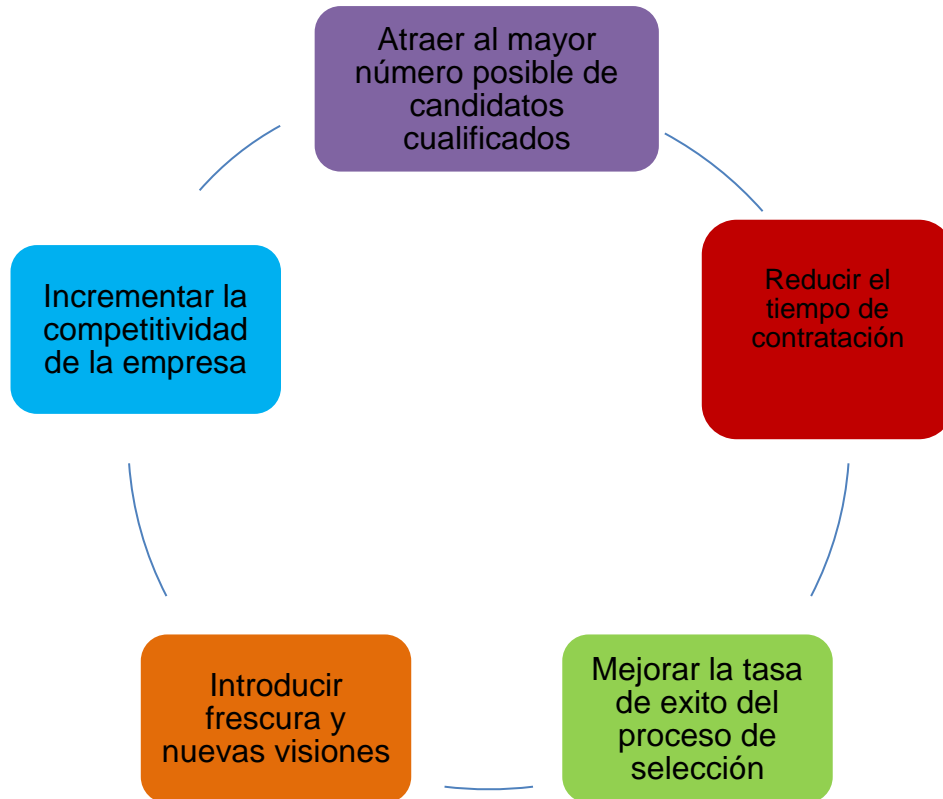 Atraer al mayor
número posible de
candidatos
cualificados
Reducir el
tiempo de
contratación
Mejorar la tasa
de exito del
proceso de
selección
Introducir
frescura y
nuevas visiones
Incrementar la
competitividad
de la empresa